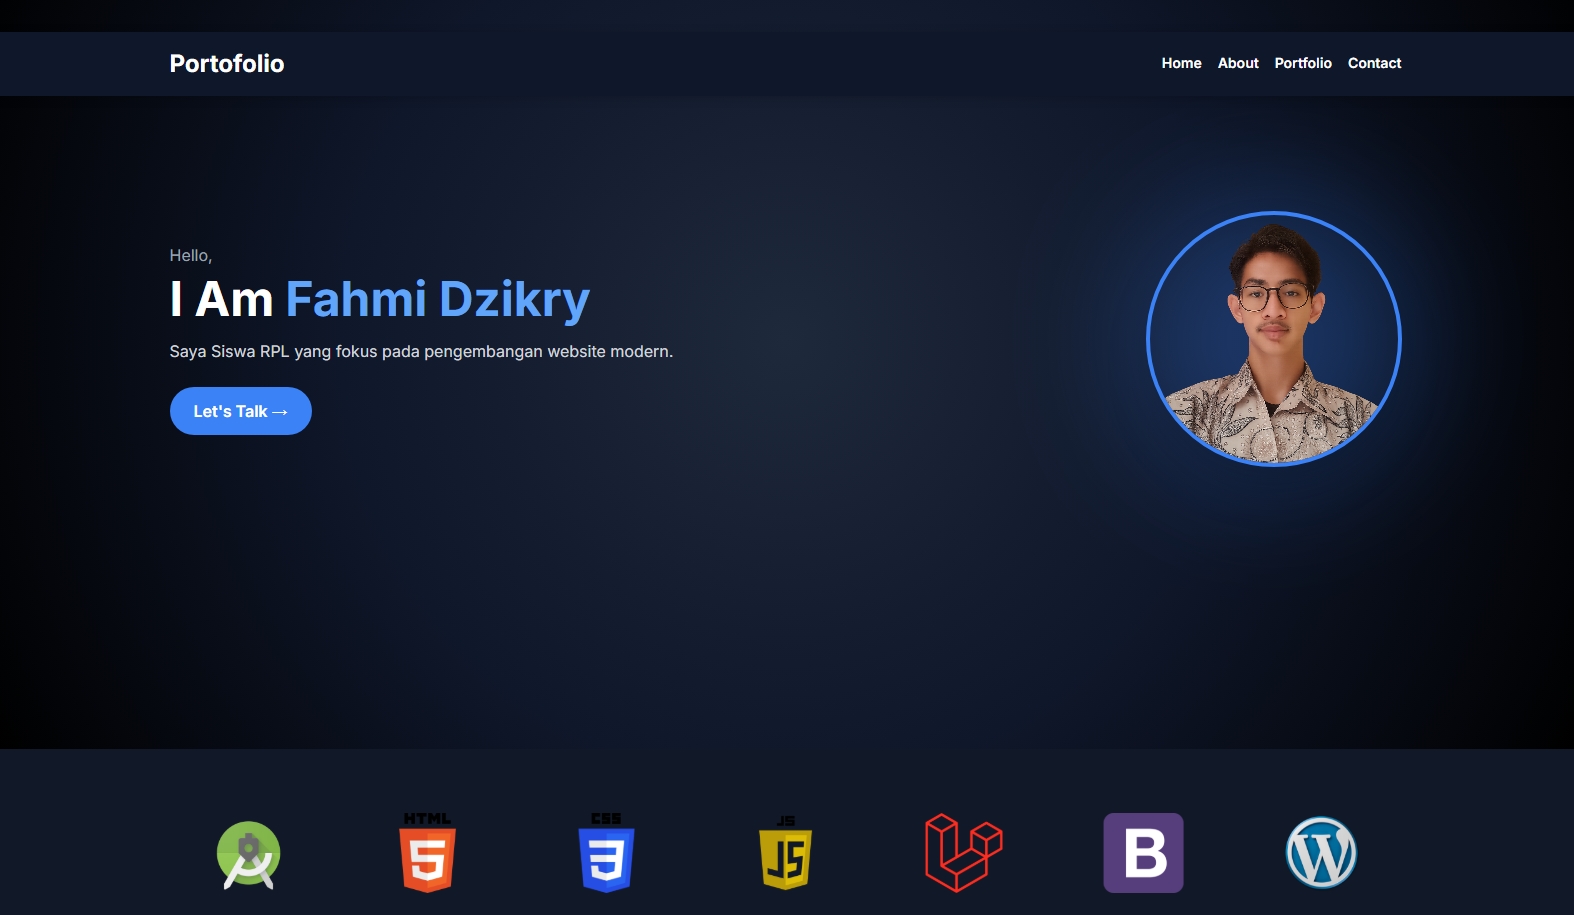 Portofolio
Home About Portfolio Contact
Hello,
I Am Fahmi Dzikry
Saya Siswa RPL yang fokus pada pengembangan website modern.
Let's Talk →
HTML
5
CSS
3
JS
JS
B
W